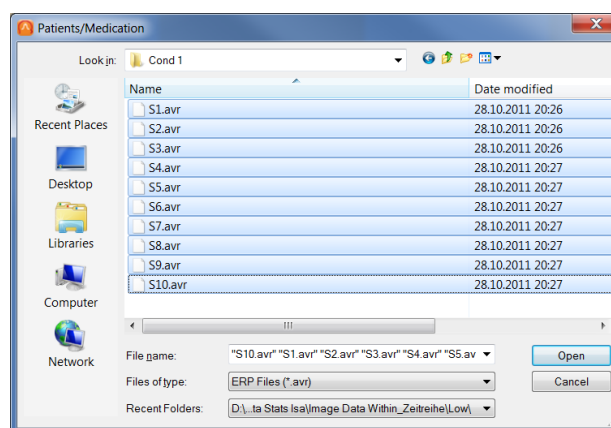 Patients/Medication
Look in: Cond 1
Name Date modified
S1.avr 28.10.2011 20:26
S2.avr 28.10.2011 20:26
S3.avr 28.10.2011 20:26
S4.avr 28.10.2011 20:27
S5.avr 28.10.2011 20:27
S6.avr 28.10.2011 20:27
S7.avr 28.10.2011 20:27
S8.avr 28.10.2011 20:27
S9.avr 28.10.2011 20:27
S10.avr 28.10.2011 20:27
Recent Places
Desktop
Libraries
Computer
Network
File name: "S10.avr" "S1.avr" "S2.avr" "S3.avr" "S4.avr" "S5.av
Open
Files of type: ERP Files (*.avr)
Cancel
Recent Folders: D:\...ta Stats Isa\Image Data Within_Zeitreihe\Low\